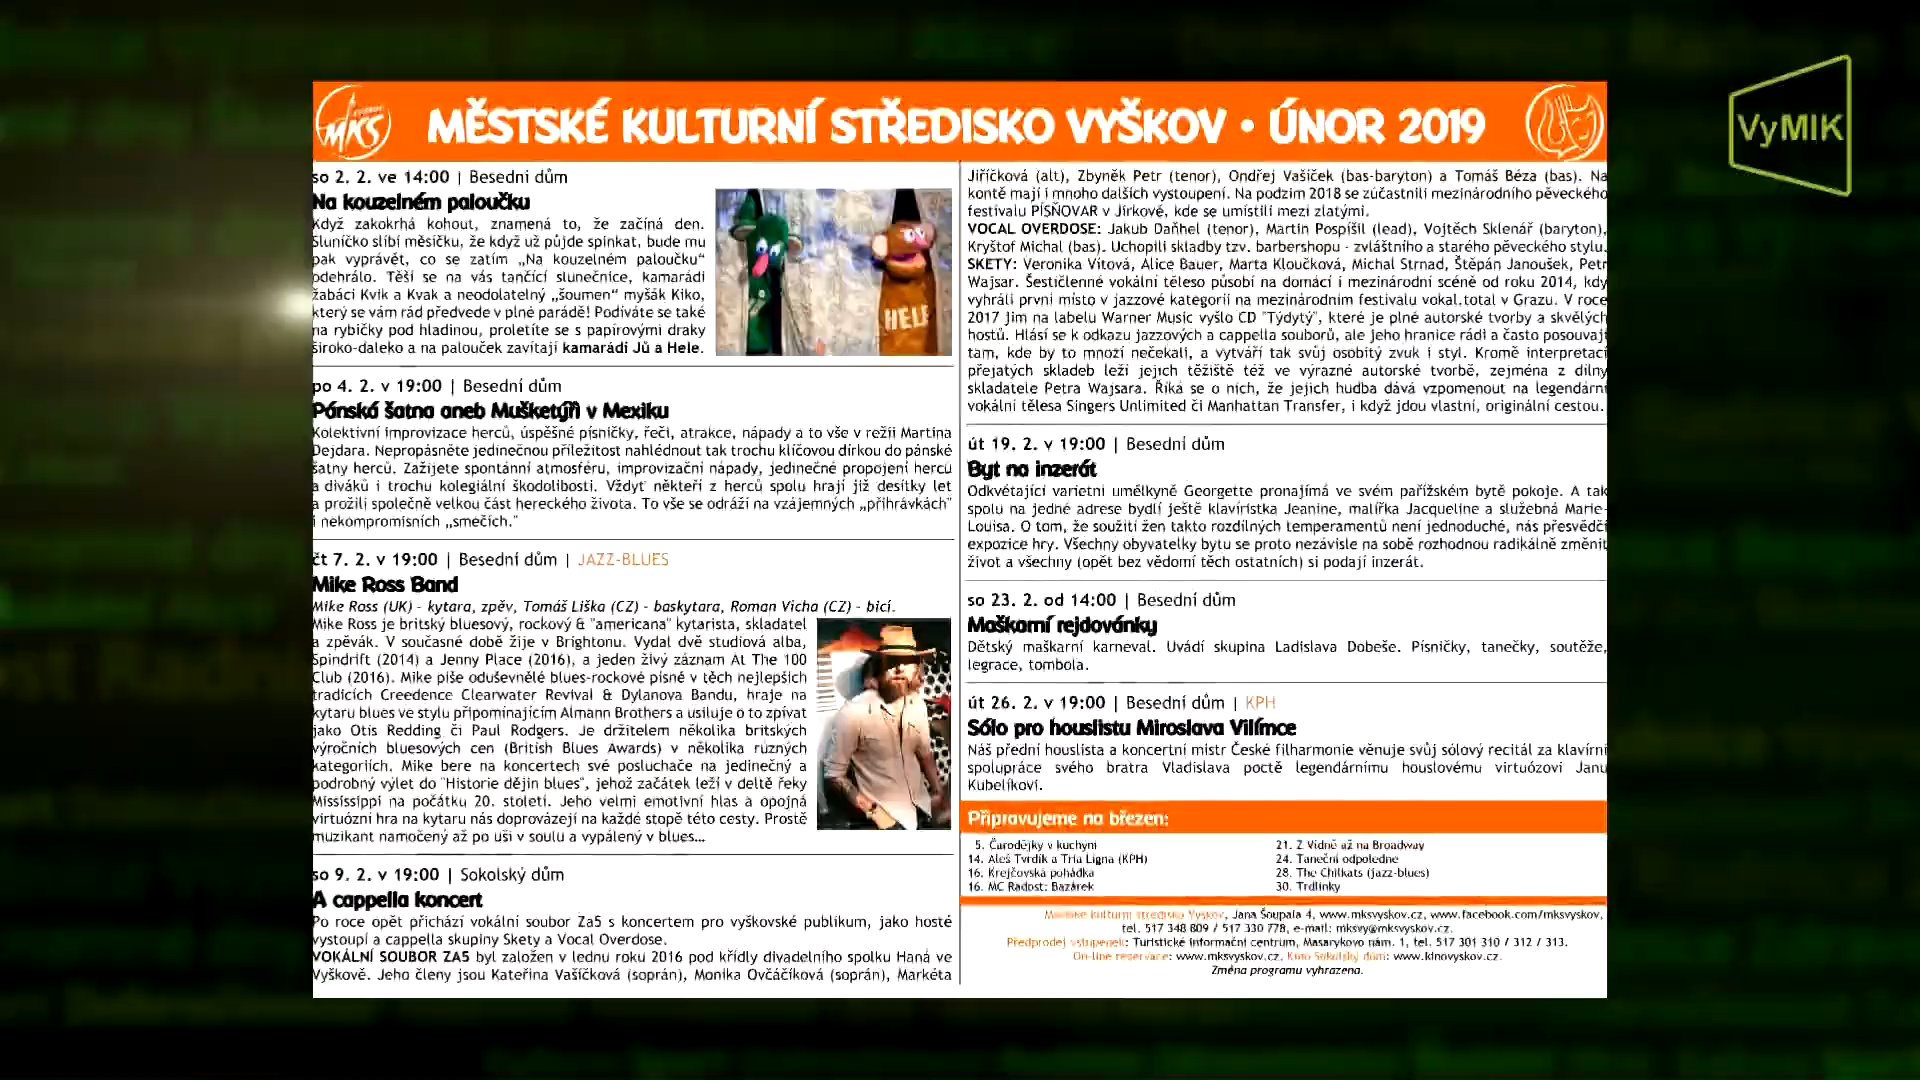 MKS
MĚSTSKÉ KULTURNÍ STŘEDISKO VYŠKOV • ÚNOR 2019
VyMIK
so 2. 2. ve 14:00 | Besední dům
Na kouzelném paloučku
Když zakokrhá kohout, znamená to, že začíná den.
Sluníčko slíbí měsíčku, že když už půjde spinkat, bude mu
pak vyprávět, co se zatím „Na kouzelném paloučku“
odehrálo. Těší se na vás tančící slunečnice, kamarádi
žabáci Kvik a Kvak a neodolatelný „šoumen“ myšák Kiko,
který se vám rád předvede v plné parádě! Podíváte se také
na rybičky pod hladinou, proletíte se s papírovými draky
široko-daleko a na palouček zavítají kamarádi Jů a Hele.
HELE
po 4. 2. v 19:00 | Besední dům
Pánská šatna aneb Mušketýři v Mexiku
Kolektivní improvizace herců, úspěšné písničky, řeči, atrakce, nápady a to vše v režii Martina
Dejdara. Nepropásněte jedinečnou příležitost nahlédnout tak trochu klíčovou dírkou do pánské
šatny herců. Zažijete spontánní atmosféru, improvizační nápady, jedinečné propojení herců
a diváků i trochu kolegiální škodolibosti. Vždyť někteří z herců spolu hrají již desítky let
a prožili společně velkou část hereckého života. To vše se odráží na vzájemných „přihrávkách"
i nekompromisních „smečích."
čt 7. 2. v 19:00 | Besední dům | JAZZ-BLUES
Mike Ross Band
Mike Ross (UK) - kytara, zpěv, Tomáš Liška (CZ) - baskytara, Roman Vícha (CZ) - bicí.
Mike Ross je britský bluesový, rockový & "americana" kytarista, skladatel
a zpěvák. V současné době žije v Brightonu. Vydal dvě studiová alba,
Spindrift (2014) a Jenny Place (2016), a jeden živý záznam At The 100
Club (2016). Mike píše oduševnělé blues-rockové písně v těch nejlepších
tradicích Creedence Clearwater Revival & Dylanova Bandu, hraje na
kytaru blues ve stylu připomínajícím Almann Brothers a usiluje o to zpívat
jako Otis Redding či Paul Rodgers. Je držitelem několika britských
výročních bluesových cen (British Blues Awards) v několika různých
kategoriích. Mike bere na koncertech své posluchače na jedinečný a
podrobný výlet do "Historie dějin blues", jehož začátek leží v deltě řeky
Mississippi na počátku 20. století. Jeho velmi emotivní hlas a opojná
virtuózní hra na kytaru nás doprovázejí na každé stopě této cesty. Prostě
muzikant namočený až po uši v soulu a vypálený v blues...
so 9. 2. v 19:00 | Sokolský dům
A cappella koncert
Po roce opět přichází vokální soubor Za5 s koncertem pro vyškovské publikum, jako hosté
vystoupí a cappella skupiny Skety a Vocal Overdose.
VOKÁLNÍ SOUBOR ZA5 byl založen v lednu roku 2016 pod křídly divadelního spolku Haná ve
Vyškově. Jeho členy jsou Kateřina Vašíčková (soprán), Monika Ovčáčíková (soprán), Markéta
Jiříčková (alt), Zbyněk Petr (tenor), Ondřej Vašíček (bas-baryton) a Tomáš Béza (bas). Na
kontě mají i mnoho dalších vystoupení. Na podzim 2018 se zúčastnili mezinárodního pěveckého
festivalu PÍSŇOVAR v Jirkově, kde se umístili mezi zlatými.
VOCAL OVERDOSE: Jakub Daňhel (tenor), Martin Pospíšil (lead), Vojtěch Sklenář (baryton),
Kryštof Michal (bas). Uchopili skladby tzv. barbershopu - zvláštního a starého pěveckého stylu.
SKETY: Veronika Vítová, Alice Bauer, Marta Kloučková, Michal Strnad, Štěpán Janoušek, Petr
Wajsar. Šestičlenné vokální těleso působí na domácí i mezinárodní scéně od roku 2014, kdy
vyhráli první místo v jazzové kategorii na mezinárodním festivalu vokal.total v Grazu. V roce
2017 jim na labelu Warner Music vyšlo CD "Týdytý", které je plné autorské tvorby a skvělých
hostů. Hlásí se k odkazu jazzových a cappella souborů, ale jeho hranice rádi a často posouvají
tam, kde by to mnozí nečekali, a vytváří tak svůj osobitý zvuk i styl. Kromě interpretací
přejatých skladeb leží jejich těžiště též ve výrazné autorské tvorbě, zejména z dílny
skladatele Petra Wajsara. Říká se o nich, že jejich hudba dává vzpomenout na legendární
vokální tělesa Singers Unlimited či Manhattan Transfer, i když jdou vlastní, originální cestou.
út 19. 2. v 19:00 | Besední dům
Byt na inzerát
Odkvétající varietní umělkyně Georgette pronajímá ve svém pařížském bytě pokoje. A tak
spolu na jedné adrese bydlí ještě klavíristka Jeanine, malířka Jacqueline a služebná Marie-
Louisa. O tom, že soužití žen takto rozdílných temperamentů není jednoduché, nás přesvědčí
expozice hry. Všechny obyvatelky bytu se proto nezávisle na sobě rozhodnou radikálně změnit
život a všechny (opět bez vědomí těch ostatních) si podají inzerát.
so 23. 2. od 14:00 | Besední dům
Maškarní rejdovánky
Dětský maškarní karneval. Uvádí skupina Ladislava Dobeše. Písničky, tanečky, soutěže,
legrace, tombola.
út 26. 2. v 19:00 | Besední dům | KPH
Sólo pro houslistu Miroslava Vilímce
Náš přední houslista a koncertní mistr České filharmonie věnuje svůj sólový recitál za klavírní
spolupráce svého bratra Vladislava poctě legendárnímu houslovému virtuózovi Janu
Kubelíkovi.
Připravujeme na březen:
5. Čarodějky v kuchyni
14. Aleš Tvrdík a Tria Ligna (KPH)
16. Krejčovská pohádka
16. MC Radost: Bazárek
21. Z Vídně až na Broadway
24. Taneční odpoledne
28. The Chilkats (jazz-blues)
30. Trdlinky
Městské kulturní středisko Vyškov, Jana Šoupala 4, www.mksvyskov.cz, www.facebook.com/mksvyskov,
tel. 517 348 809 / 517 330 778, e-mail: mksvy@mksvyskov.cz.
Předprodej vstupenek: Turistické informační centrum, Masarykovo nám. 1, tel. 517 301 310 / 312 / 313.
On-line rezervace: www.mksvyskov.cz, Kino Sokolský dům: www.kinovyskov.cz.
Změna programu vyhrazena.